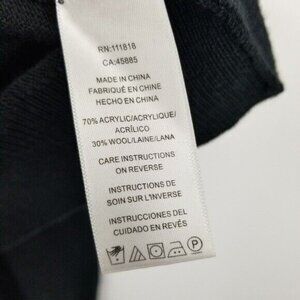 RN:111818
CA:45885
MADE IN CHINA
FABRIQUÉ EN CHINE
HECHO EN CHINA
70% ACRYLIC/ACRYLIQUE/
ACRÍLICO
30% WOOL/LAINE/LANA
CARE INSTRUCTIONS
ON REVERSE
INSTRUCTIONS DE
SOIN SUR L'INVERSE
INSTRUCCIONES DEL
CUIDADO EN REVÉS
P